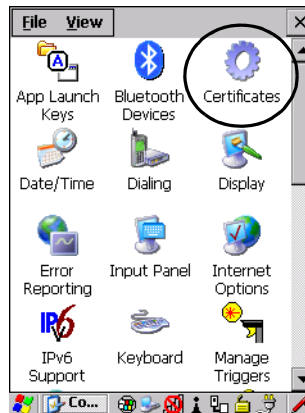 File View
App Launch Keys
Bluetooth Devices
Certificates
Date/Time
Dialing
Display
Error Reporting
Input Panel
Internet Options
IPv6 Support
Keyboard
Manage Triggers
Co...